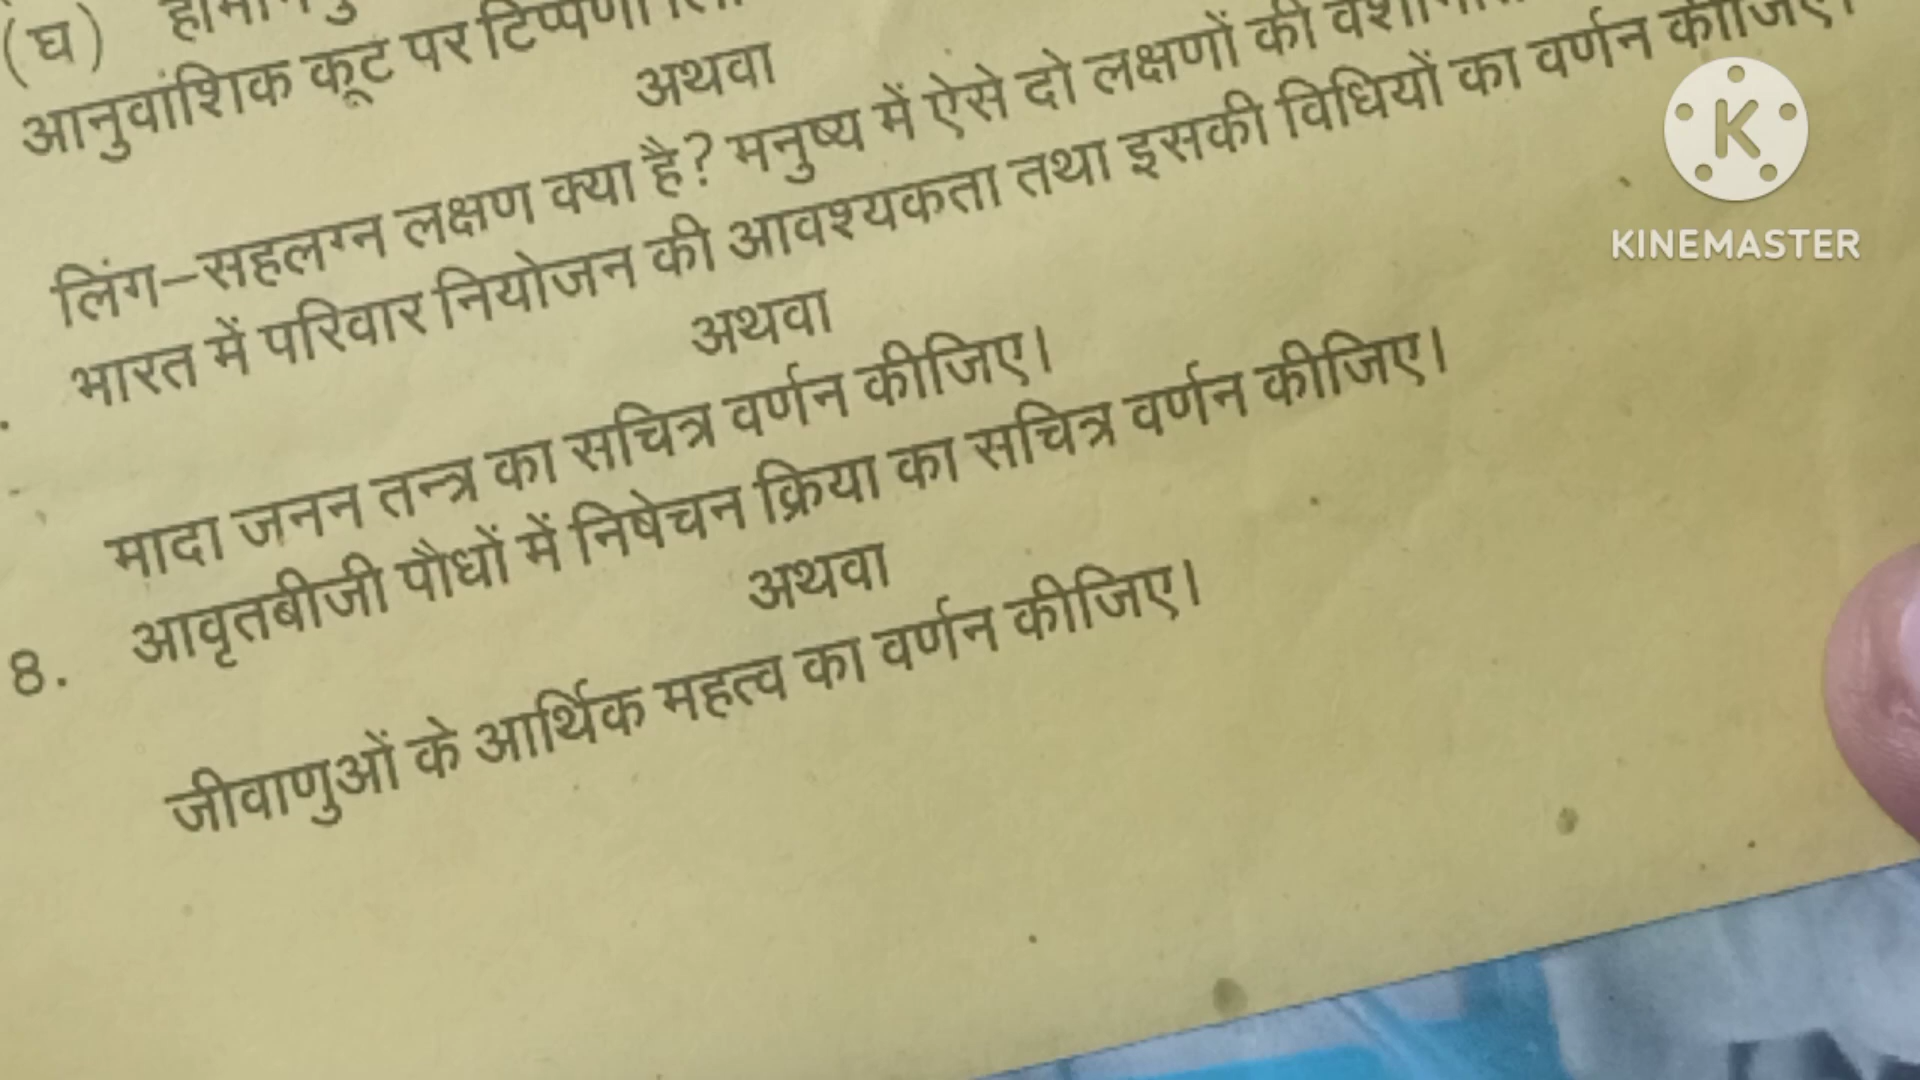 (घ)
आनुवांशिक कूट पर टिप्पणी
अथवा
लिंग–सहलग्न लक्षण क्या है? मनुष्य में ऐसे दो लक्षणों की
भारत में परिवार नियोजन की आवश्यकता तथा इसकी विधियों का वर्णन कीजिए।
अथवा
मादा जनन तन्त्र का सचित्र वर्णन कीजिए।
8. आवृतबीजी पौधों में निषेचन क्रिया का सचित्र वर्णन कीजिए।
अथवा
जीवाणुओं के आर्थिक महत्व का वर्णन कीजिए।
K
KINEMASTER